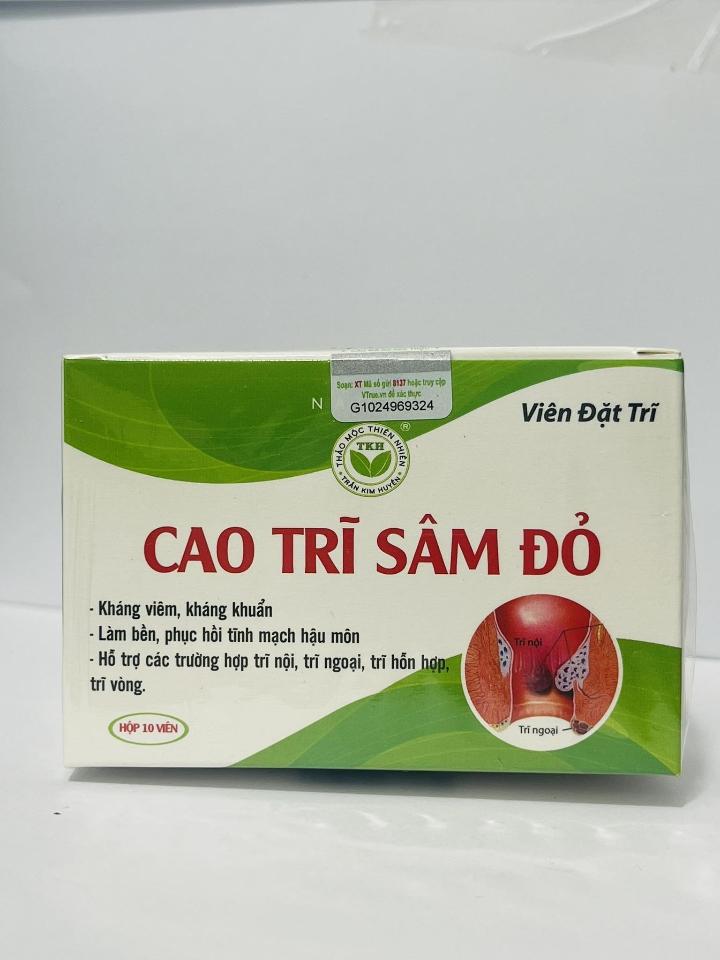 Soạn: XT Mã số gửi 8137 hoặc truy cập
VTrue.vn để xác thực
G1024969324
N
Viên Đặt Trĩ
THẢO MỘC THIÊN NHIÊN
®
TKH
TRẦN KIM HUYỀN
CAO TRĨ SÂM ĐỎ
- Kháng viêm, kháng khuẩn
- Làm bền, phục hồi tĩnh mạch hậu môn
- Hỗ trợ các trường hợp trĩ nội, trĩ ngoại, trĩ hỗn hợp,
trĩ vòng.
Trĩ nội
Trĩ ngoại
HỘP 10 VIÊN